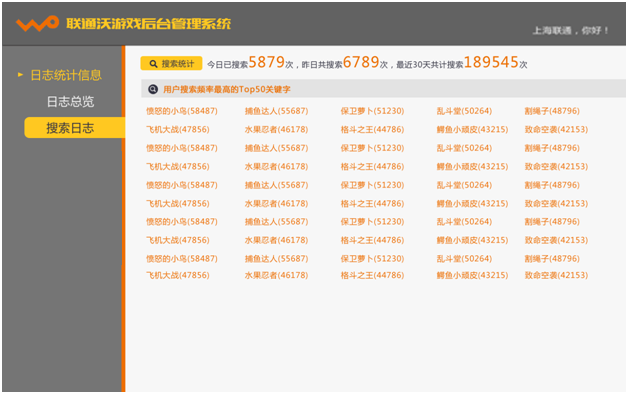 联通沃游戏后台管理系统
上海联通，你好！
日志统计信息
日志总览
搜索日志
搜索统计 今日已搜索5879次，昨日共搜索6789次，最近30天共计搜索189545次
用户搜索频率最高的Top50关键字
愤怒的小鸟(58487) 捕鱼达人(55687) 保卫萝卜(51230) 乱斗堂(50264) 割绳子(48796)
飞机大战(47856) 水果忍者(46178) 格斗之王(44786) 鳄鱼小顽皮(43215) 致命空袭(42153)
愤怒的小鸟(58487) 捕鱼达人(55687) 保卫萝卜(51230) 乱斗堂(50264) 割绳子(48796)
飞机大战(47856) 水果忍者(46178) 格斗之王(44786) 鳄鱼小顽皮(43215) 致命空袭(42153)
愤怒的小鸟(58487) 捕鱼达人(55687) 保卫萝卜(51230) 乱斗堂(50264) 割绳子(48796)
飞机大战(47856) 水果忍者(46178) 格斗之王(44786) 鳄鱼小顽皮(43215) 致命空袭(42153)
愤怒的小鸟(58487) 捕鱼达人(55687) 保卫萝卜(51230) 乱斗堂(50264) 割绳子(48796)
飞机大战(47856) 水果忍者(46178) 格斗之王(44786) 鳄鱼小顽皮(43215) 致命空袭(42153)
愤怒的小鸟(58487) 捕鱼达人(55687) 保卫萝卜(51230) 乱斗堂(50264) 割绳子(48796)
飞机大战(47856) 水果忍者(46178) 格斗之王(44786) 鳄鱼小顽皮(43215) 致命空袭(42153)